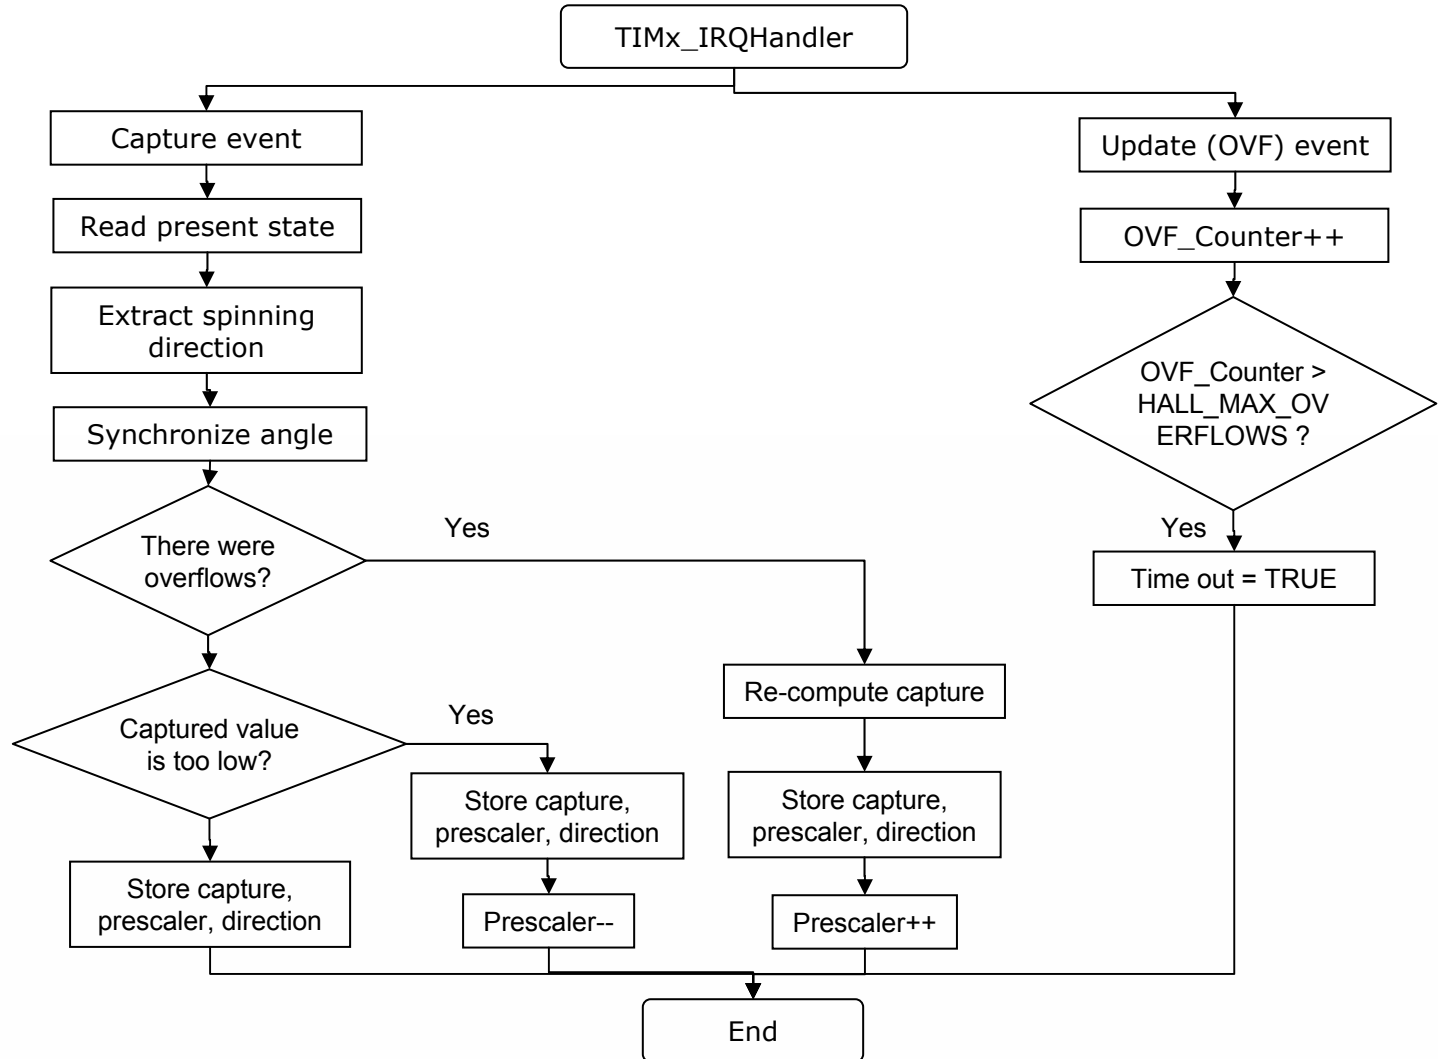 TIMx_IRQHandler
Capture event
Update (OVF) event
Read present state
OVF_Counter++
Extract spinning
direction
OVF_Counter >
HALL_MAX_OV
ERFLOWS ?
Synchronize angle
Yes
Yes
There were
overflows?
Time out = TRUE
Re-compute capture
Yes
Captured value
is too low?
Store capture,
prescaler, direction
Store capture,
prescaler, direction
Store capture,
prescaler, direction
Prescaler--
Prescaler++
End